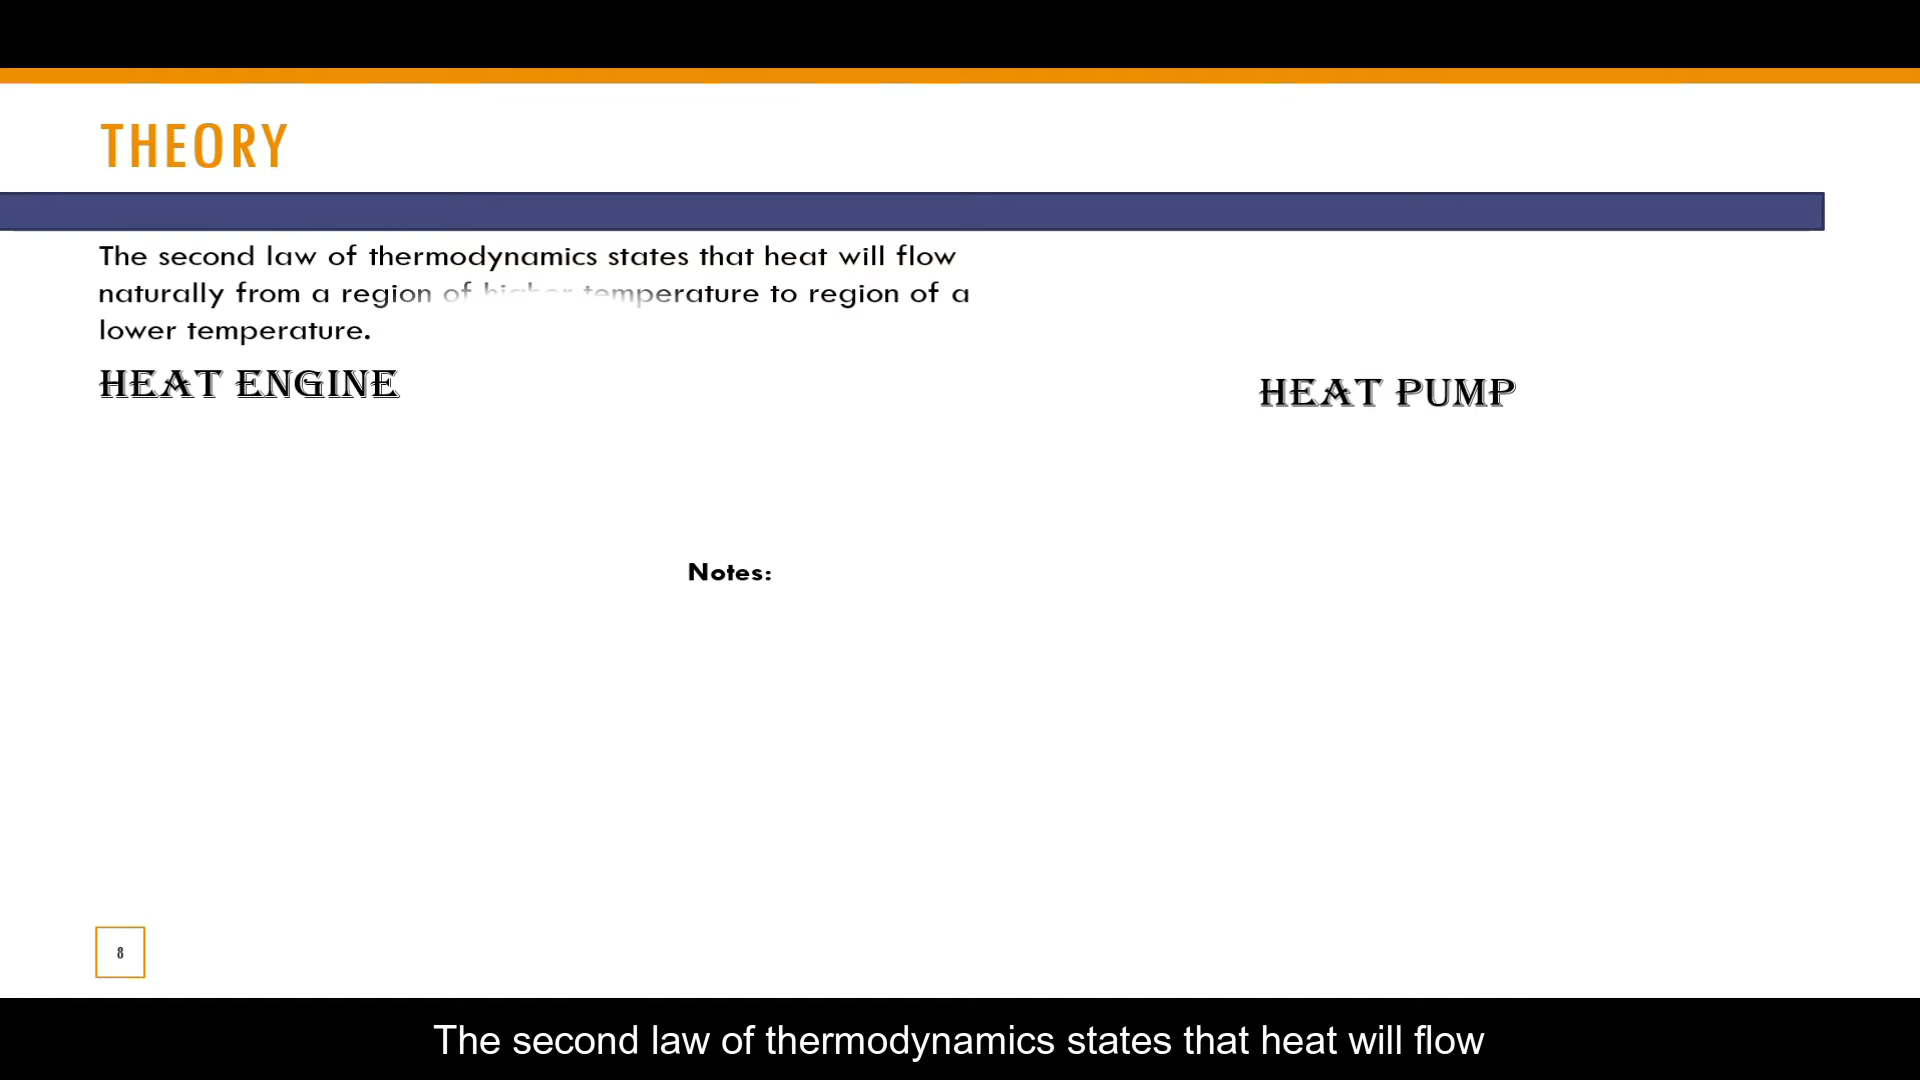 THEORY
The second law of thermodynamics states that heat will flow
naturally from a region of higher temperature to region of a
lower temperature.
HEAT ENGINE
HEAT PUMP
Notes:
8
The second law of thermodynamics states that heat will flow